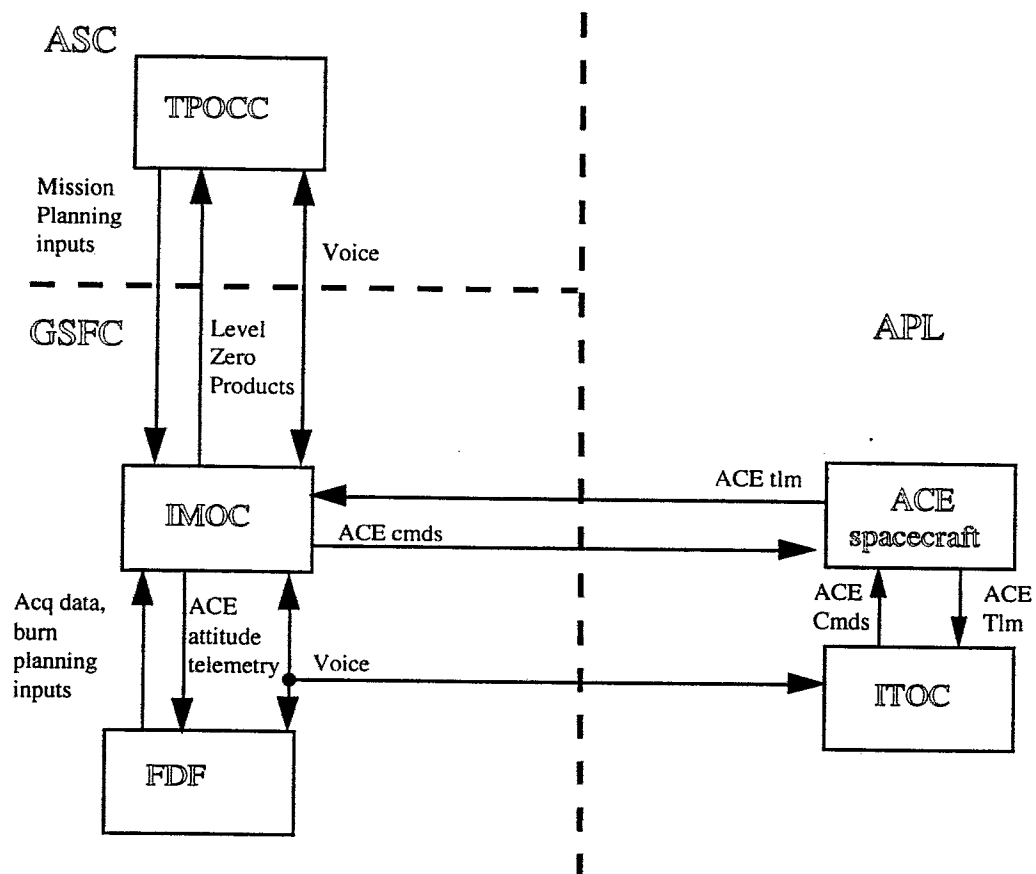 ASC
TPOCC
Mission
Planning
inputs
Voice
GSFC
Level
Zero
Products
APL
IMOC
ACE tlm
ACE cmds
ACE
spacecraft
Acq data,
burn
planning
inputs
ACE
attitude
telemetry
Voice
ACE
Cmds
ACE
Tlm
ITOC
FDF